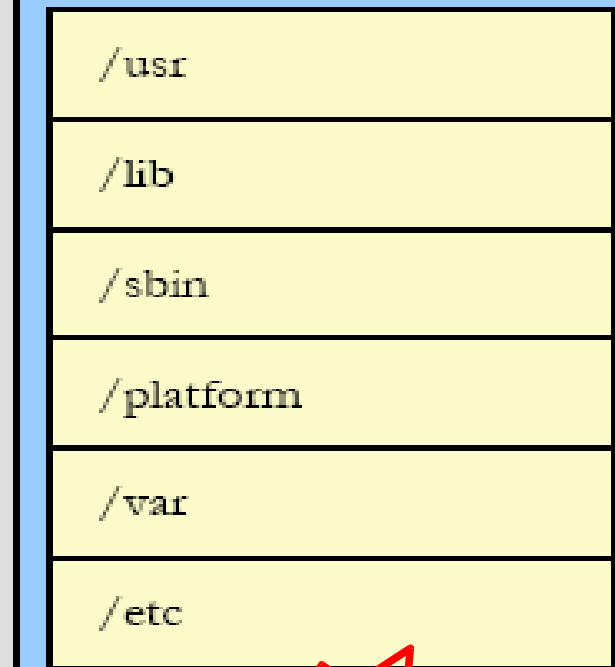 /usr
/lib
/sbin
/platform
/var
/etc